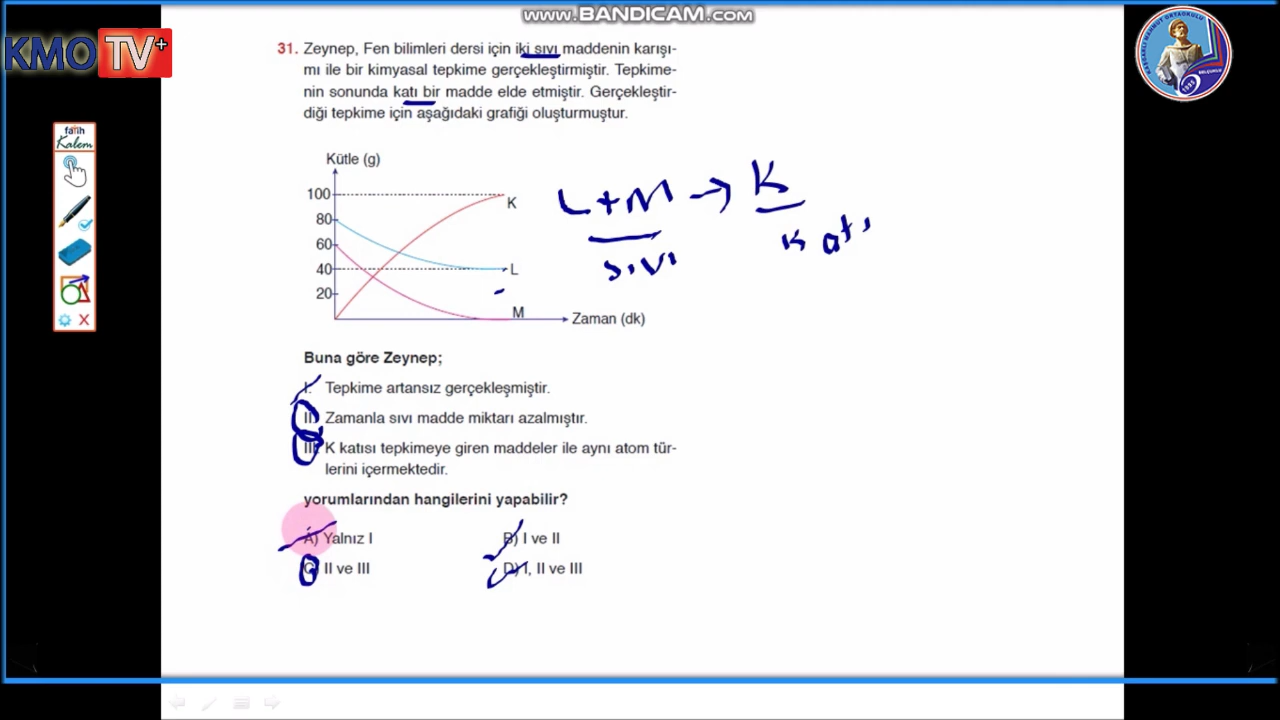 www.BANDICAM.com
KMO TV+
fatih
Kalem
31. Zeynep, Fen bilimleri dersi için iki sıvı maddenin karışı-
mı ile bir kimyasal tepkime gerçekleştirmiştir. Tepkime-
nin sonunda katı bir madde elde etmiştir. Gerçekleştir-
diği tepkime için aşağıdaki grafiği oluşturmuştur.
Kütle (g)
100
80
60
40
20
K
L
M
Zaman (dk)
L+M → K
sıvı
Katı
Buna göre Zeynep;
I. Tepkime artansız gerçekleşmiştir.
II. Zamanla sıvı madde miktarı azalmıştır.
III. K katısı tepkimeye giren maddeler ile aynı atom tür-
lerini içermektedir.
yorumlarından hangilerini yapabilir?
A) Yalnız I
B) I ve II
C) II ve III
D) I, II ve III